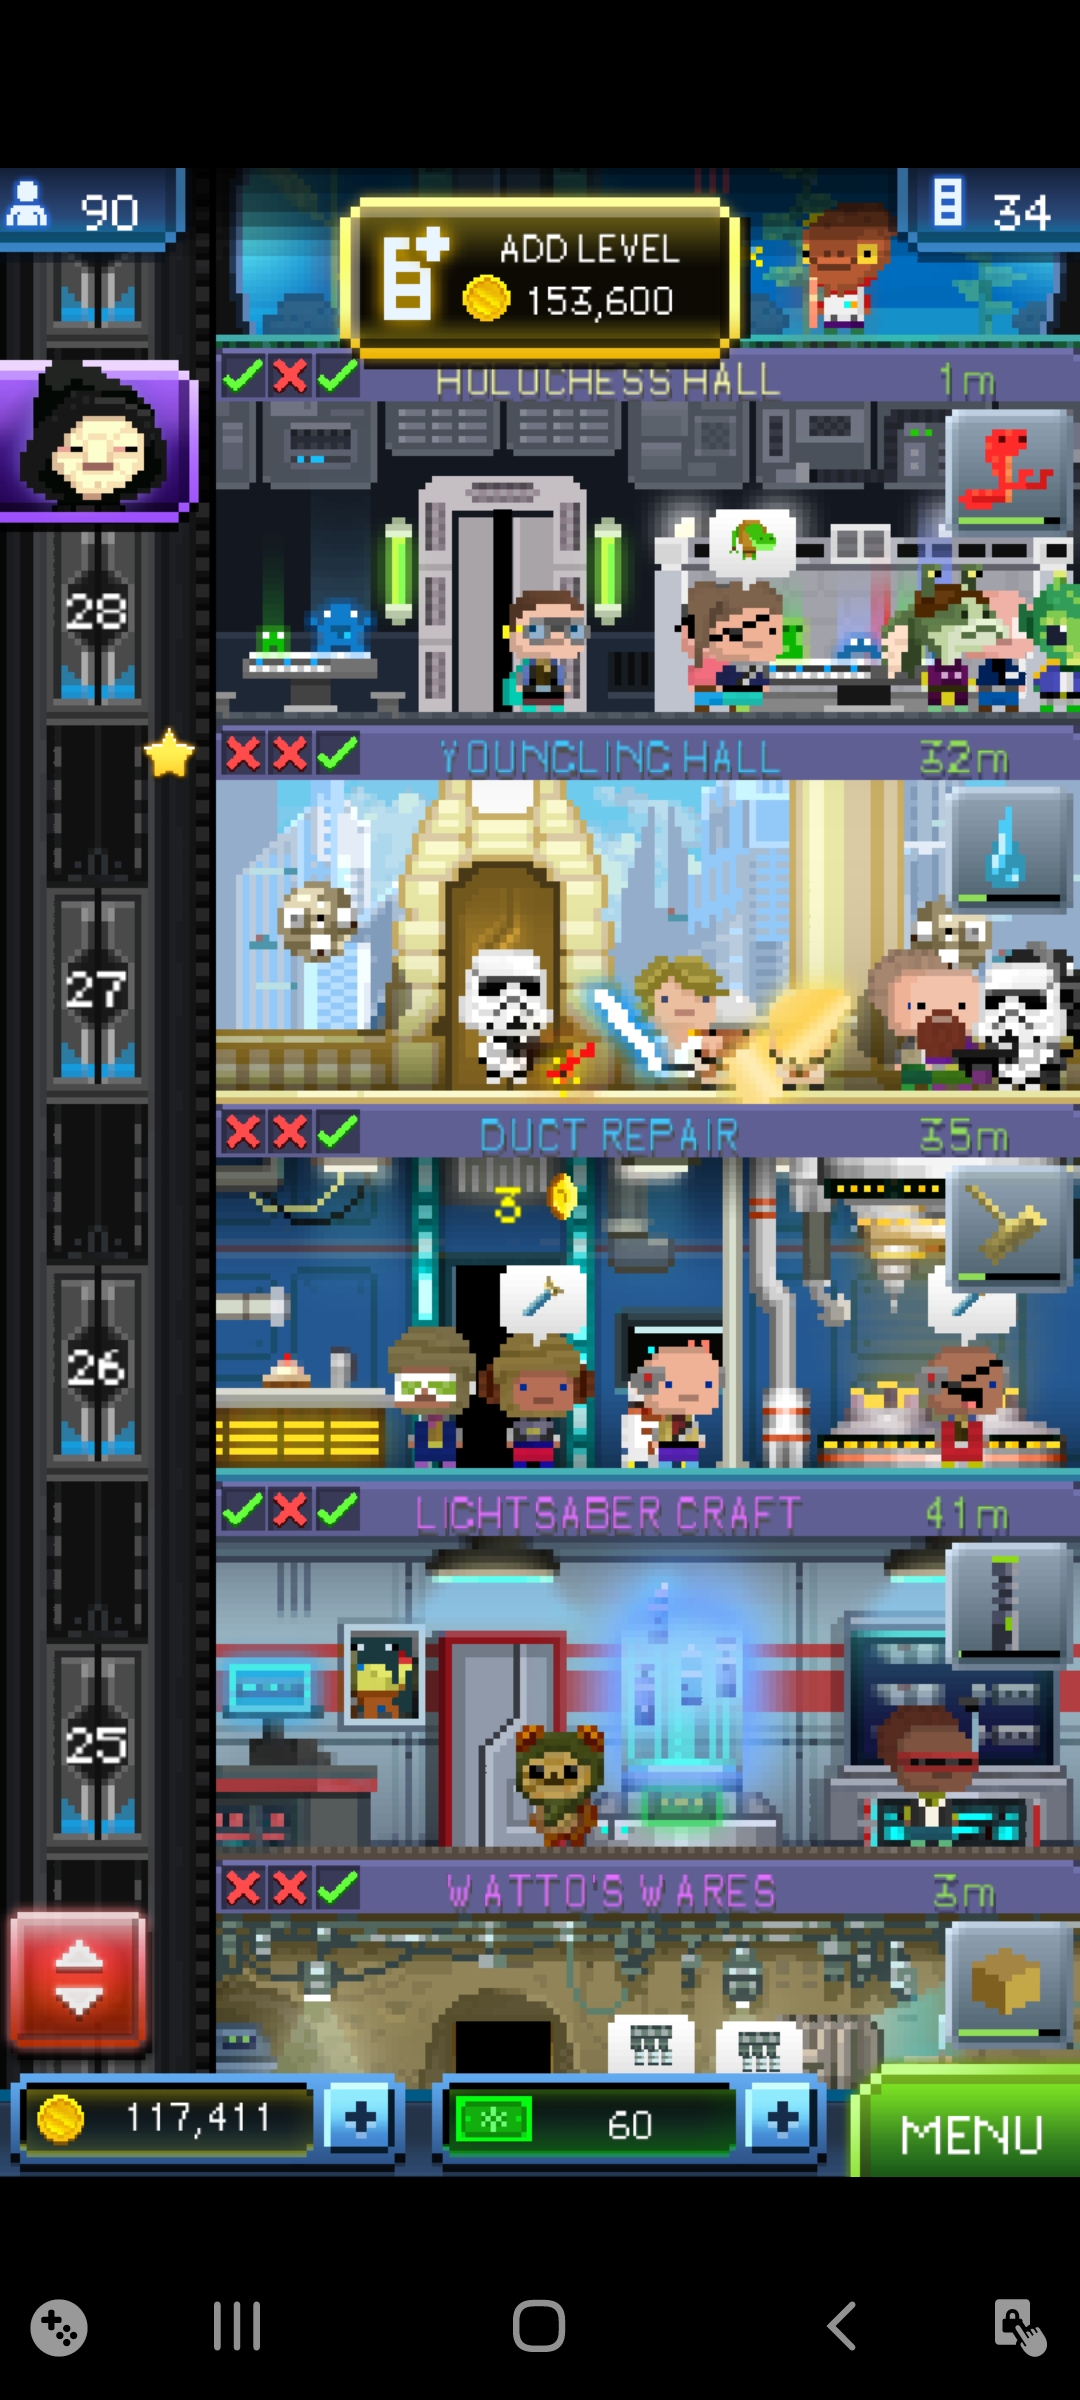 90
ADD LEVEL
153,600
34
HOLOCHESS HALL
1m
28
YOUNGLING HALL
32m
27
DUCT REPAIR
35m
3
26
LIGHTSABER CRAFT
41m
25
WATTO'S WARES
3m
117,411
60
MENU